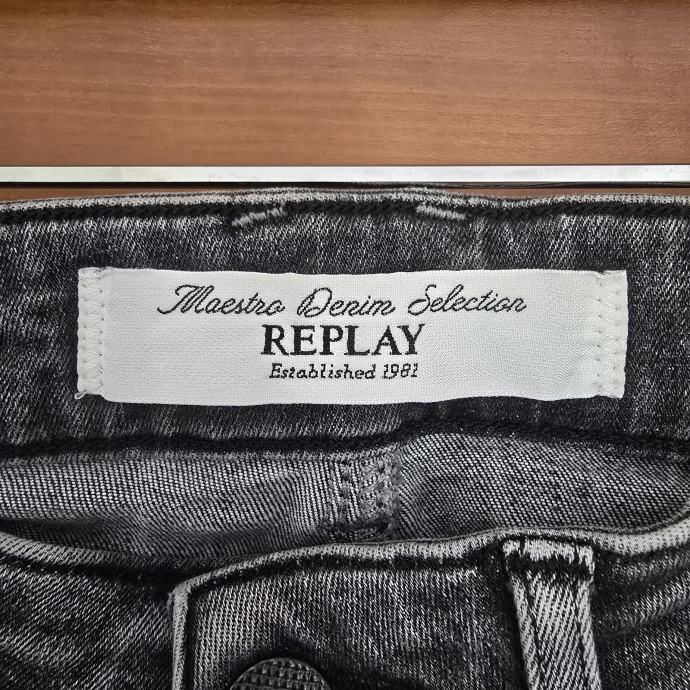 Maestro Denim Selection
REPLAY
Established 1981